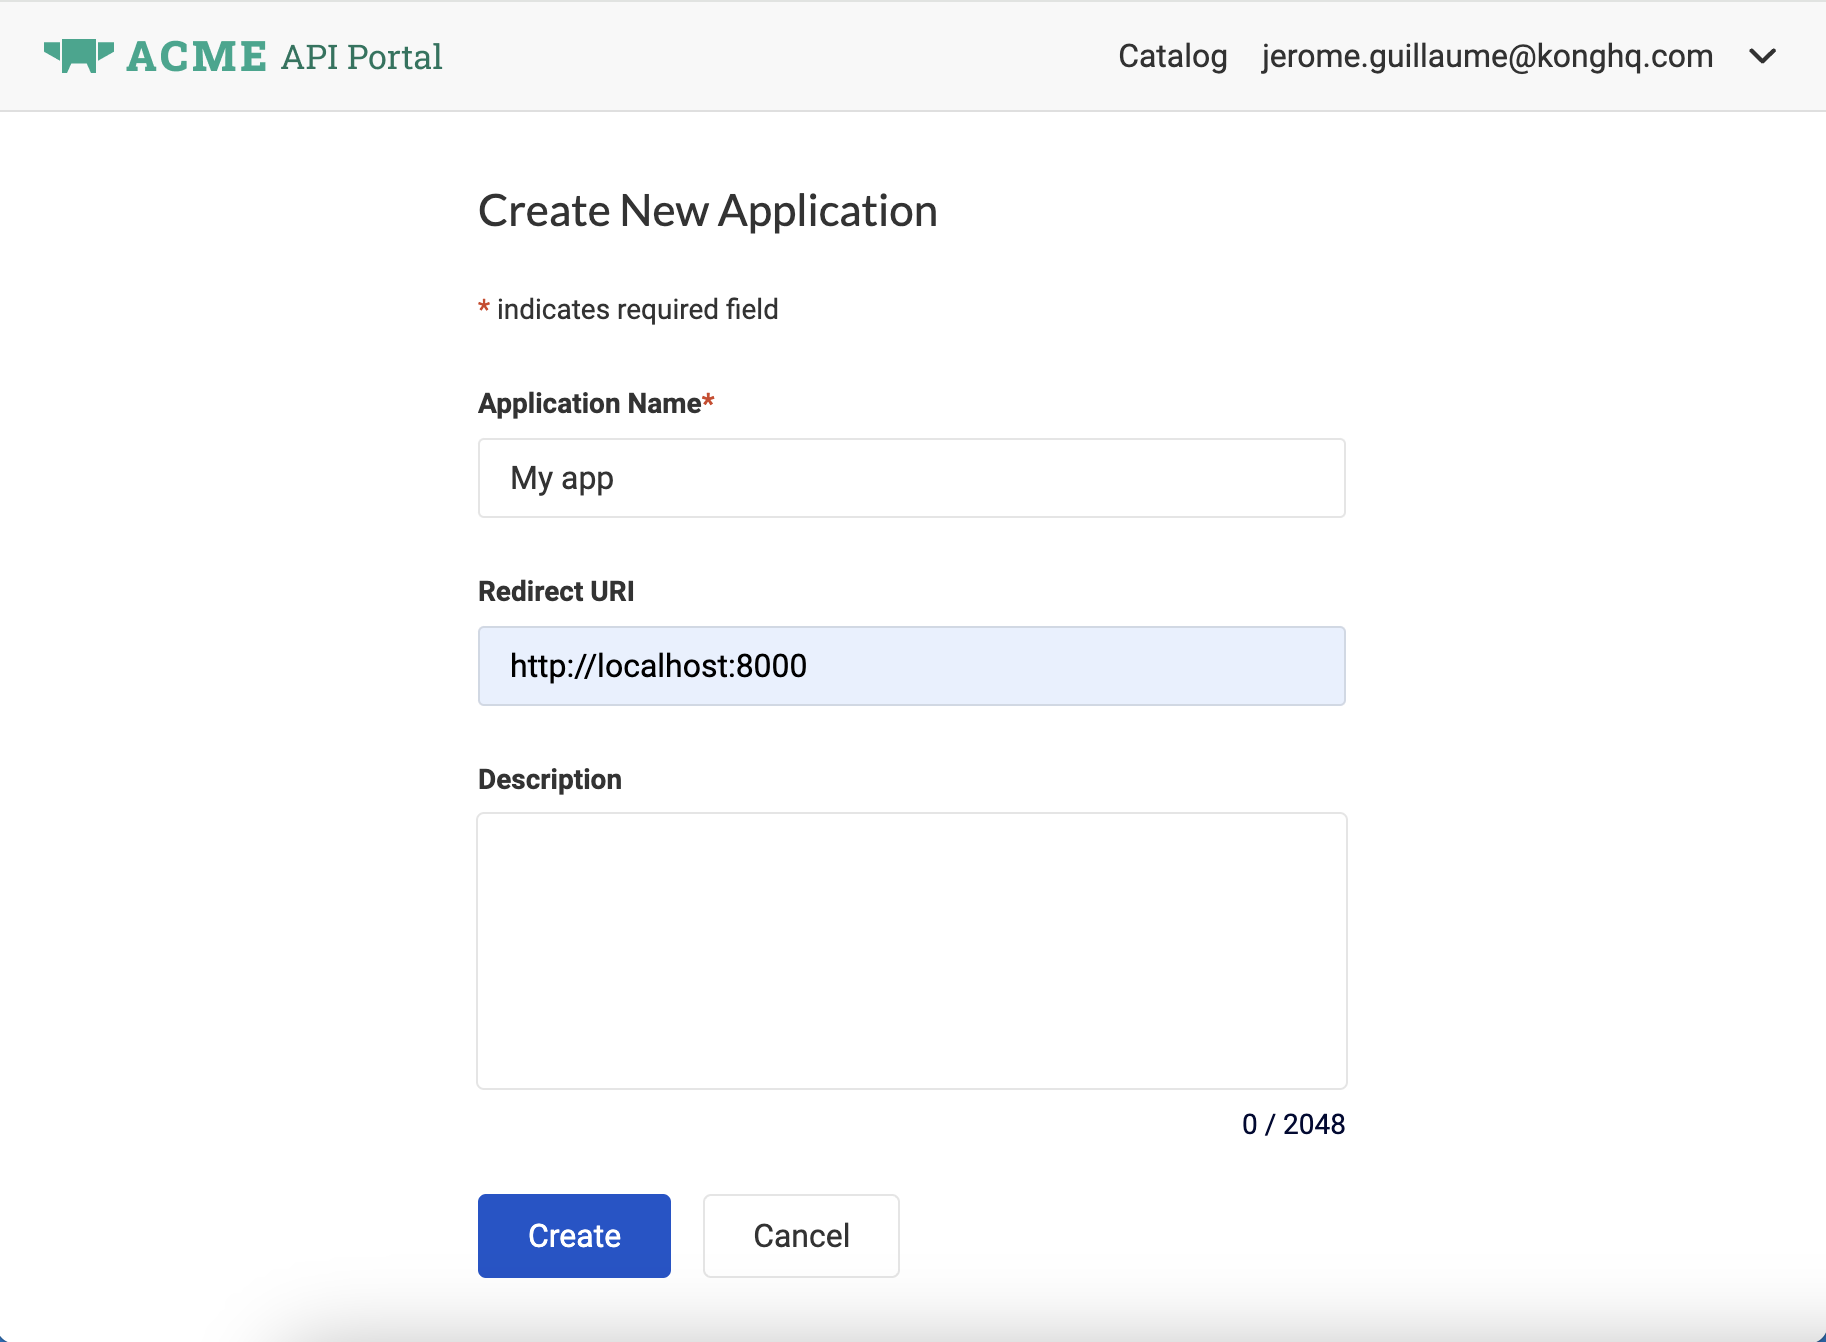 ACME API Portal
Catalog jerome.guillaume@konghq.com
Create New Application
* indicates required field
Application Name*
My app
Redirect URI
http://localhost:8000
Description
0 / 2048
Create Cancel